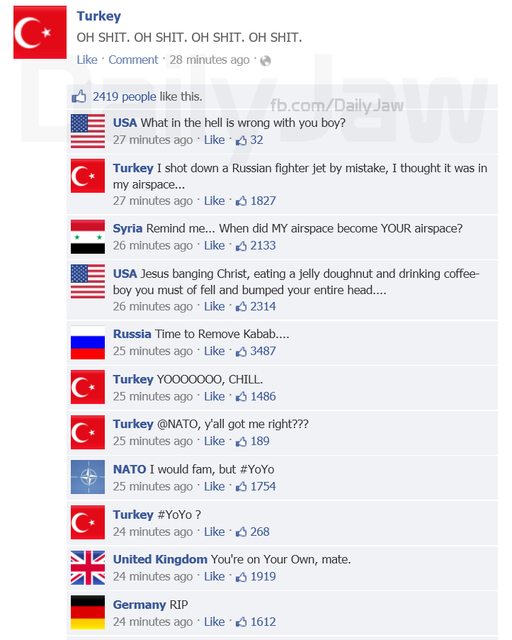 Turkey
OH SHIT. OH SHIT. OH SHIT. OH SHIT.
Like · Comment · 28 minutes ago ·
DailyJaw
2419 people like this.
fb.com/DailyJaw
USA What in the hell is wrong with you boy?
27 minutes ago · Like · 32
Turkey I shot down a Russian fighter jet by mistake, I thought it was in
my airspace...
27 minutes ago · Like · 1827
Syria Remind me... When did MY airspace become YOUR airspace?
26 minutes ago · Like · 2133
USA Jesus banging Christ, eating a jelly doughnut and drinking coffee-
boy you must of fell and bumped your entire head....
26 minutes ago · Like · 2314
Russia Time to Remove Kabab....
25 minutes ago · Like · 3487
Turkey YOOOOOOO, CHILL.
25 minutes ago · Like · 1486
Turkey @NATO, y'all got me right???
25 minutes ago · Like · 189
NATO I would fam, but #YoYo
25 minutes ago · Like · 1754
Turkey #YoYo ?
24 minutes ago · Like · 268
United Kingdom You're on Your Own, mate.
24 minutes ago · Like · 1919
Germany RIP
24 minutes ago · Like · 1612